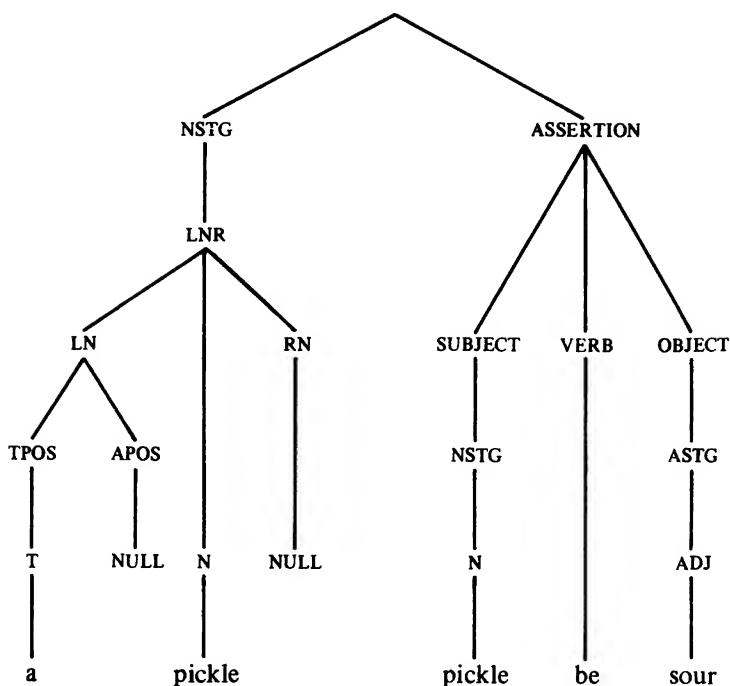 NSTG ASSERTION
LNR
LN RN SUBJECT VERB OBJECT
TPOS APOS NSTG ASTG
T NULL N NULL N ADJ
a pickle pickle be sour